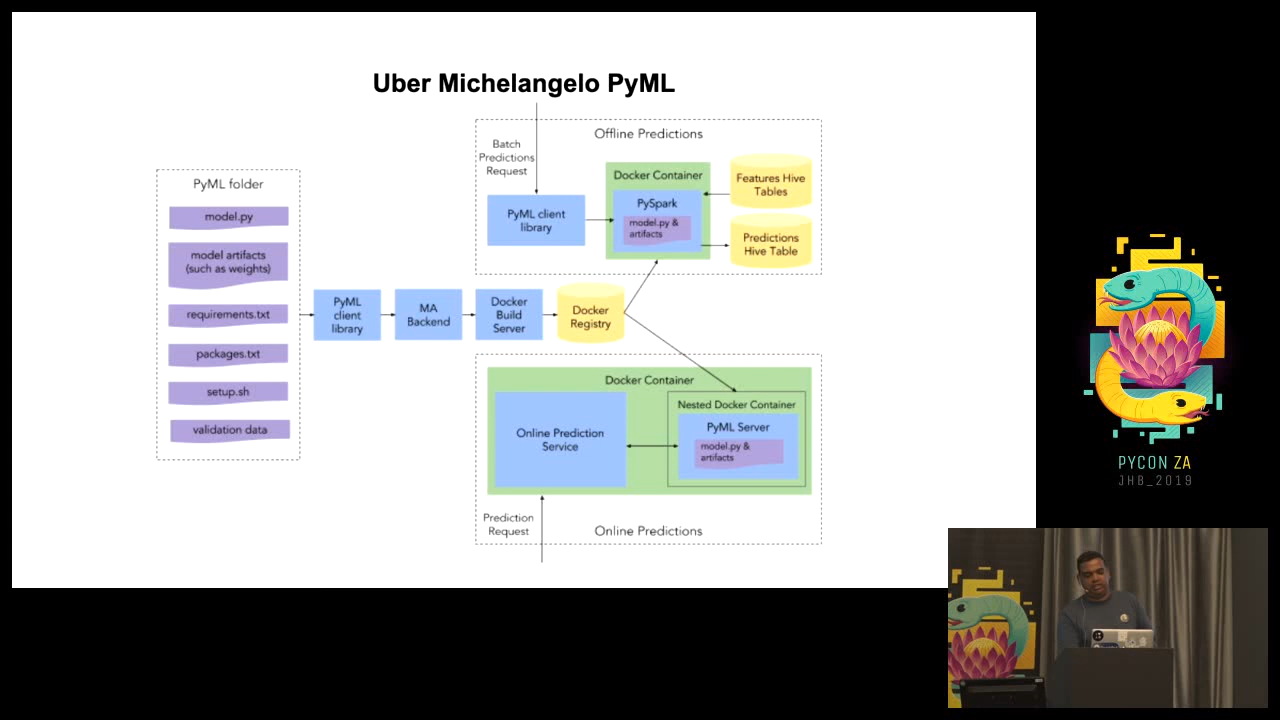 Uber Michelangelo PyML
Offline Predictions
Batch
Predictions
Request
PyML client
library
Docker Container
PySpark
model.py &
artifacts
Features Hive
Tables
Predictions
Hive Table
PyML folder
model.py
model artifacts
(such as weights)
requirements.txt
packages.txt
setup.sh
validation data
PyML
client
library
MA
Backend
Docker
Build
Server
Docker
Registry
Docker Container
Online Prediction
Service
Nested Docker Container
PyML Server
model.py &
artifacts
Prediction
Request
Online Predictions
PYCON ZA
JHB_2019